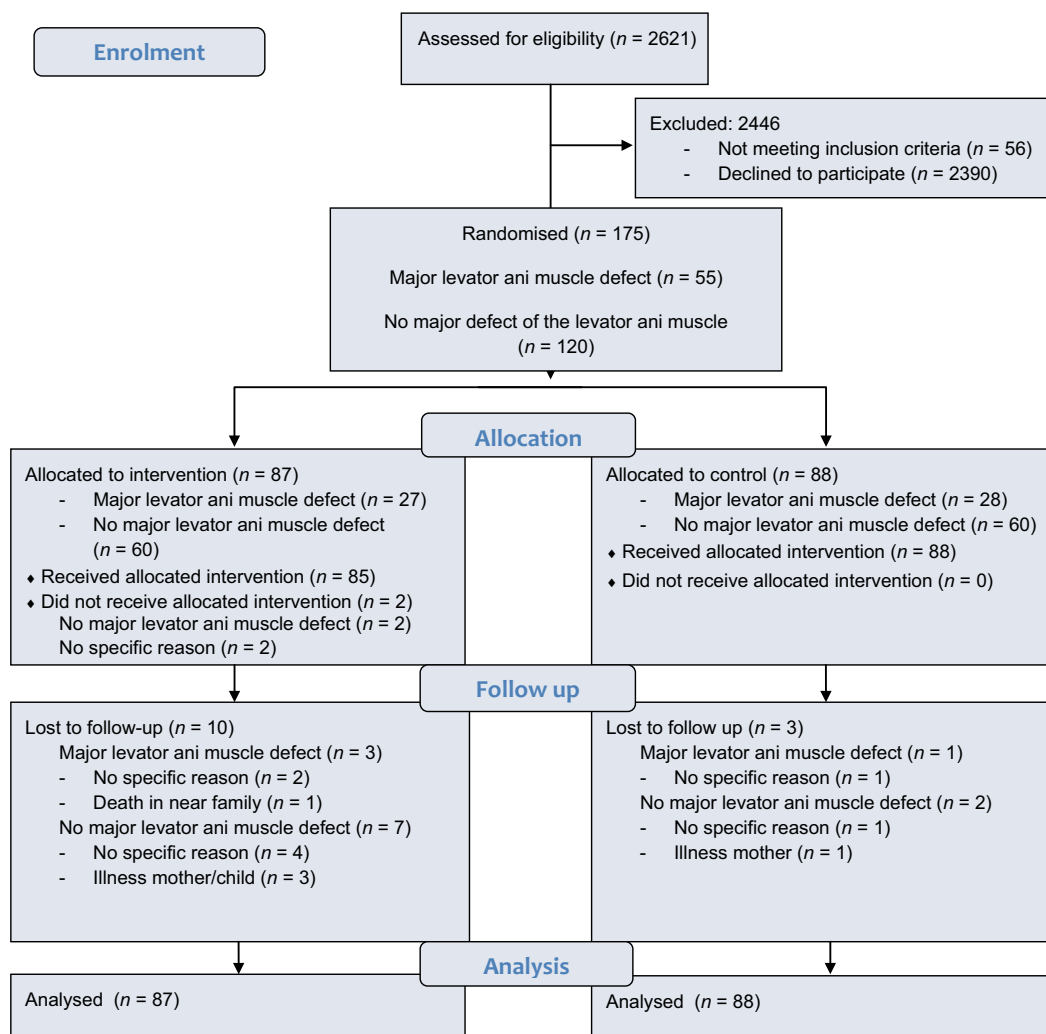 Enrolment
Assessed for eligibility (n = 2621)
Excluded: 2446
- Not meeting inclusion criteria (n = 56)
- Declined to participate (n = 2390)
Randomised (n = 175)
Major levator ani muscle defect (n = 55)
No major defect of the levator ani muscle
(n = 120)
Allocation
Allocated to intervention (n = 87)
- Major levator ani muscle defect (n = 27)
- No major levator ani muscle defect
(n = 60)
♦ Received allocated intervention (n = 85)
♦ Did not receive allocated intervention (n = 2)
No major levator ani muscle defect (n = 2)
No specific reason (n = 2)
Allocated to control (n = 88)
- Major levator ani muscle defect (n = 28)
- No major levator ani muscle defect (n = 60)
♦ Received allocated intervention (n = 88)
♦ Did not receive allocated intervention (n = 0)
Follow up
Lost to follow-up (n = 10)
Major levator ani muscle defect (n = 3)
- No specific reason (n = 2)
- Death in near family (n = 1)
No major levator ani muscle defect (n = 7)
- No specific reason (n = 4)
- Illness mother/child (n = 3)
Lost to follow up (n = 3)
Major levator ani muscle defect (n = 1)
- No specific reason (n = 1)
No major levator ani muscle defect (n = 2)
- No specific reason (n = 1)
- Illness mother (n = 1)
Analysis
Analysed (n = 87)
Analysed (n = 88)